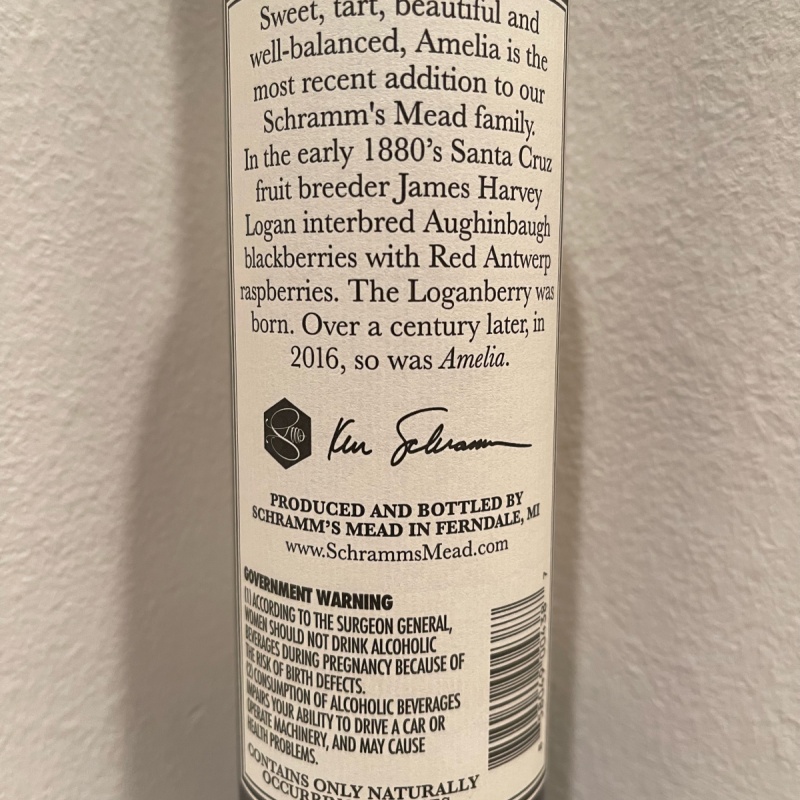 Sweet, tart, beautiful and
well-balanced, Amelia is the
most recent addition to our
Schramm's Mead family.
In the early 1880's Santa Cruz
fruit breeder James Harvey
Logan interbred Aughinbaugh
blackberries with Red Antwerp
raspberries. The Loganberry was
born. Over a century later, in
2016, so was Amelia.
Ken Schramm
PRODUCED AND BOTTLED BY
SCHRAMM'S MEAD IN FERNDALE, MI
www.SchrammsMead.com
GOVERNMENT WARNING
(1) ACCORDING TO THE SURGEON GENERAL,
WOMEN SHOULD NOT DRINK ALCOHOLIC
BEVERAGES DURING PREGNANCY BECAUSE OF
THE RISK OF BIRTH DEFECTS.
(2) CONSUMPTION OF ALCOHOLIC BEVERAGES
IMPAIRS YOUR ABILITY TO DRIVE A CAR OR
OPERATE MACHINERY, AND MAY CAUSE
HEALTH PROBLEMS.
CONTAINS ONLY NATURALLY